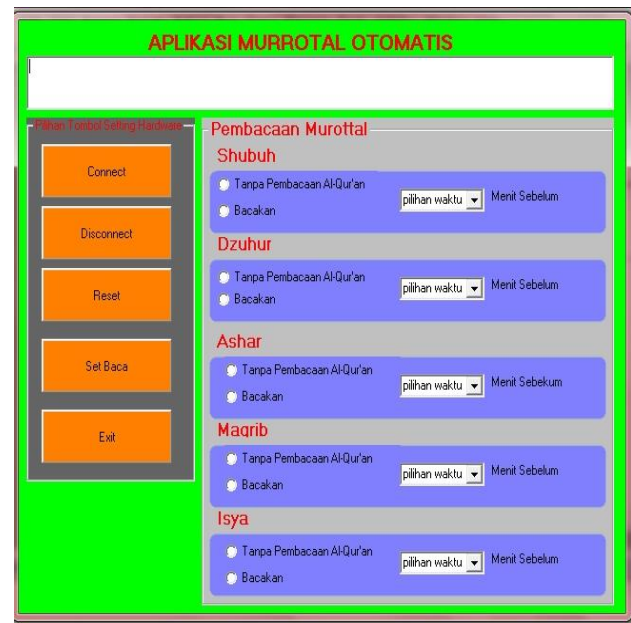 APLIKASI MURROTAL OTOMATIS
Pilihan Tombol Setting Hardware
Connect
Disconnect
Reset
Set Baca
Exit
Pembacaan Murottal
Shubuh
Tanpa Pembacaan Al-Qur'an
Bacakan
pilihan waktu
Menit Sebelum
Dzuhur
Tanpa Pembacaan Al-Qur'an
Bacakan
pilihan waktu
Menit Sebelum
Ashar
Tanpa Pembacaan Al-Qur'an
Bacakan
pilihan waktu
Menit Sebekum
Magrib
Tanpa Pembacaan Al-Qur'an
Bacakan
pilihan waktu
Menit Sebelum
Isya
Tanpa Pembacaan Al-Qur'an
Bacakan
pilihan waktu
Menit Sebelum